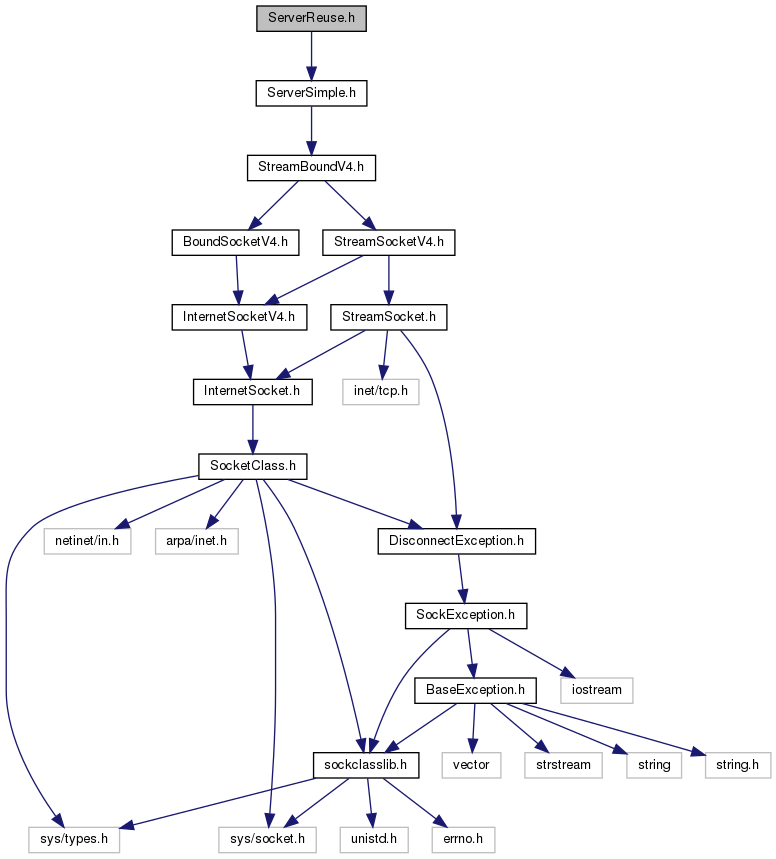 ServerReuse.h
ServerSimple.h
StreamBoundV4.h
BoundSocketV4.h
StreamSocketV4.h
InternetSocketV4.h
StreamSocket.h
InternetSocket.h
inet/tcp.h
SocketClass.h
netinet/in.h
arpa/inet.h
DisconnectException.h
SockException.h
BaseException.h
iostream
sockclasslib.h
vector
strstream
string
string.h
sys/types.h
sys/socket.h
unistd.h
errno.h